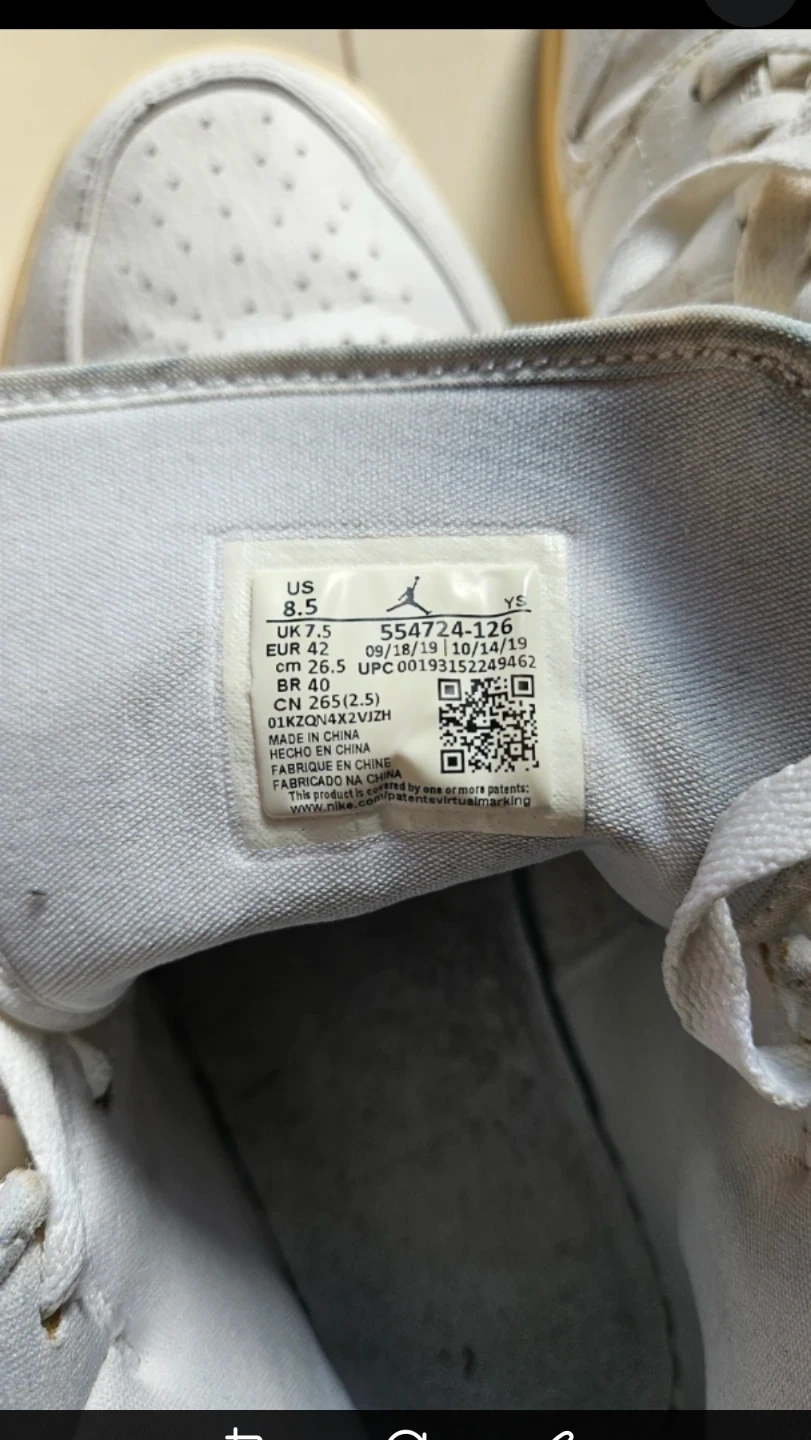 US
8.5
YS
UK 7.5
554724-126
EUR 42
09/18/19 | 10/14/19
cm 26.5
UPC 00193152249462
BR 40
CN 265(2.5)
01KZQN4X2VJZH
MADE IN CHINA
HECHO EN CHINA
FABRIQUE EN CHINE
FABRICADO NA CHINA
This product is covered by one or more patents:
www.nike.com/patentsvirtualmarking